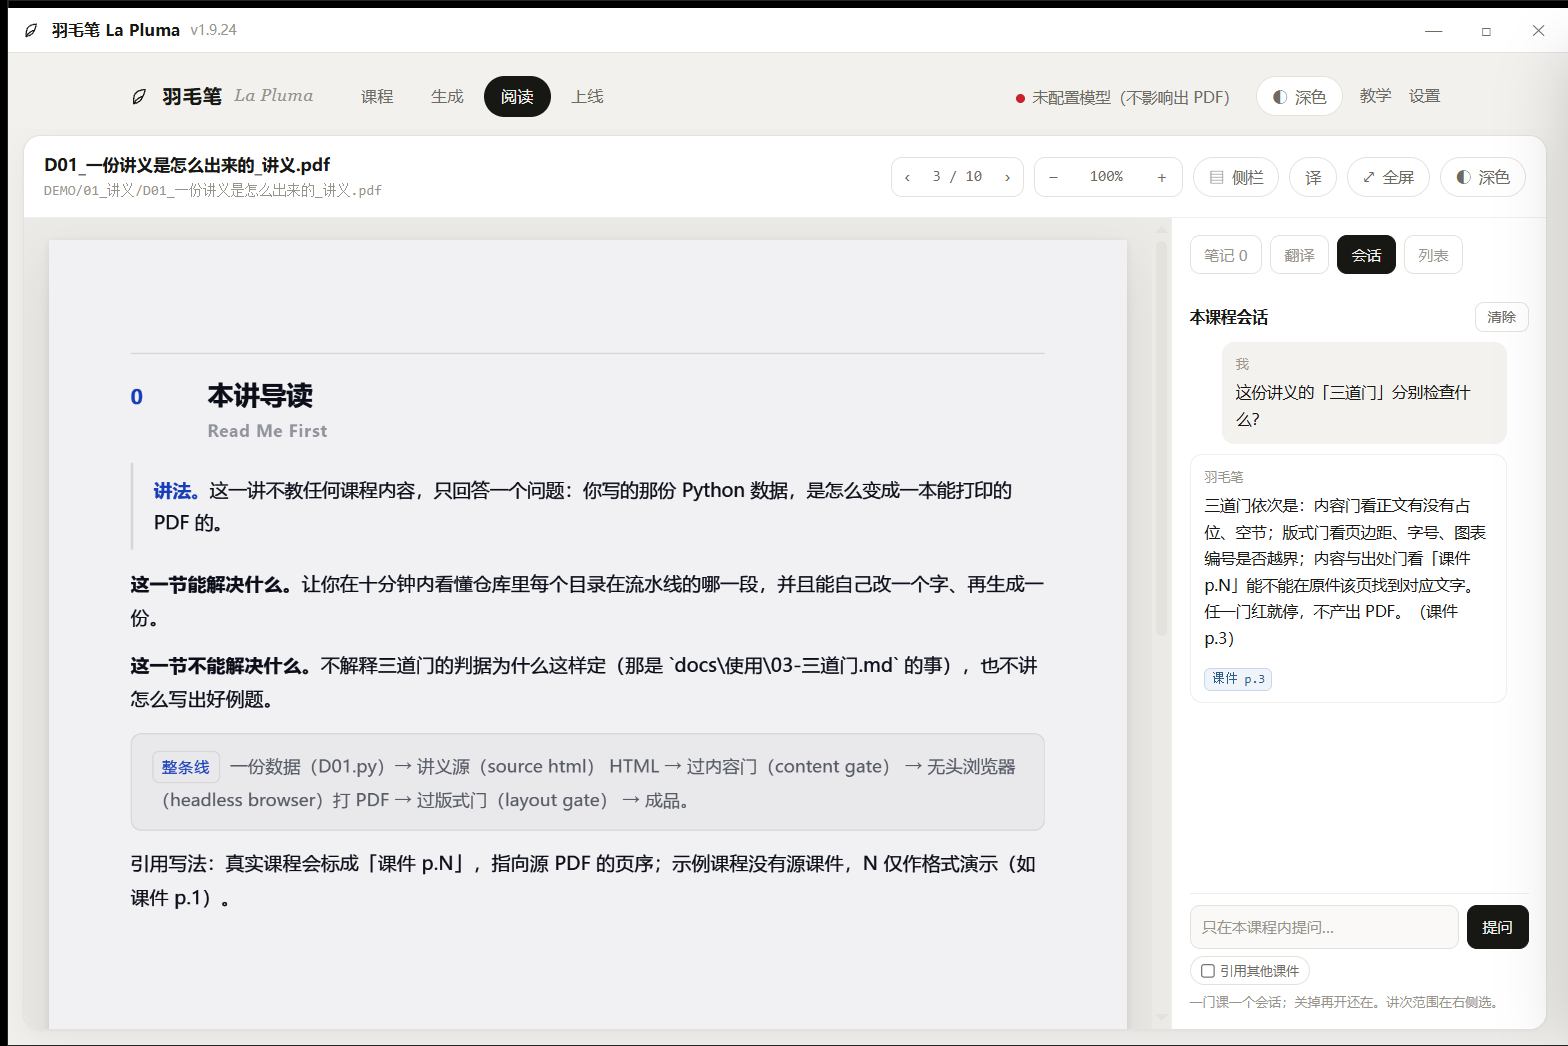 羽毛笔 La Pluma v1.9.24
羽毛笔 La Pluma 课程 生成 阅读 上线 未配置模型（不影响出 PDF） 深色 教学 设置
D01_一份讲义是怎么出来的_讲义.pdf
DEMO/01_讲义/D01_一份讲义是怎么出来的_讲义.pdf
‹ 3 / 10 › − 100% + 侧栏 译 全屏 深色
0 本讲导读
Read Me First
讲法。这一讲不教任何课程内容，只回答一个问题：你写的那份 Python 数据，是怎么变成一本能打印的
PDF 的。
这一节能解决什么。让你在十分钟内看懂仓库里每个目录在流水线的哪一段，并且能自己改一个字、再生成一
份。
这一节不能解决什么。不解释三道门的判据为什么这样定（那是 `docs\使用\03-三道门.md` 的事），也不讲
怎么写出好例题。
整条线 一份数据（D01.py）→ 讲义源（source html） HTML → 过内容门（content gate） → 无头浏览器
（headless browser）打 PDF → 过版式门（layout gate） → 成品。
引用写法：真实课程会标成「课件 p.N」，指向源 PDF 的页序；示例课程没有源课件，N 仅作格式演示（如
课件 p.1）。
笔记 0 翻译 会话 列表
本课程会话 清除
我
这份讲义的「三道门」分别检查什
么?
羽毛笔
三道门依次是：内容门看正文有没有占
位、空节；版式门看页边距、字号、图表
编号是否越界；内容与出处门看「课件
p.N」能不能在原件该页找到对应文字。
任一门红就停，不产出 PDF。（课件
p.3）
课件 p.3
只在本课程内提问... 提问
引用其他课件
一门课一个会话；关掉再开还在。讲次范围在右侧选。